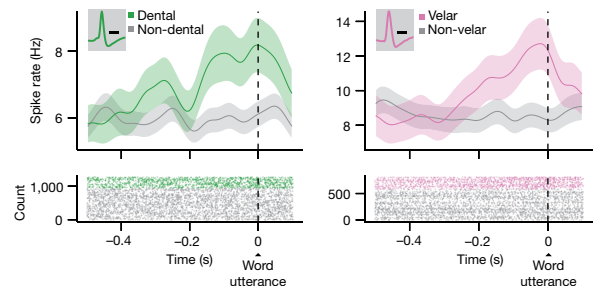 Dental
Non-dental
Spike rate (Hz)
8
6
Count
1,000
0
−0.4
−0.2
0
Time (s)
Word
utterance
Velar
Non-velar
14
12
10
8
500
0
−0.4
−0.2
0
Time (s)
Word
utterance